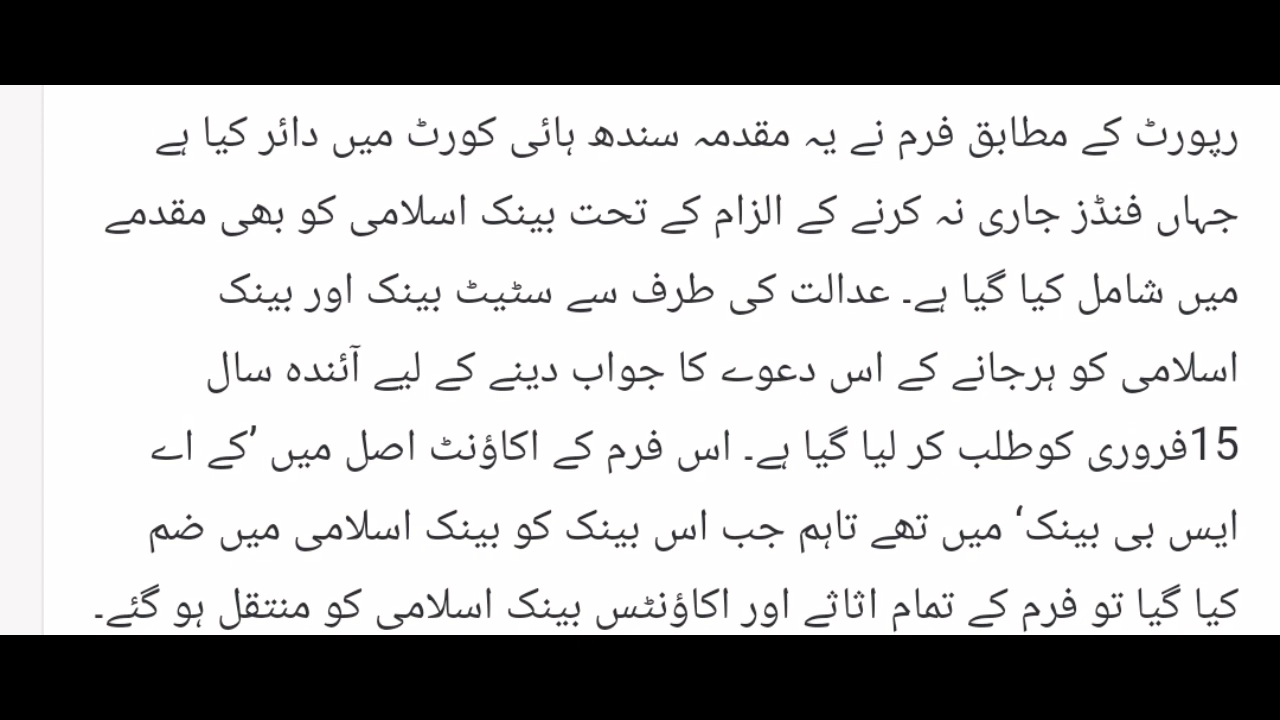 رپورٹ کے مطابق فرم نے یہ مقدمہ سندھ ہائی کورٹ میں دائر کیا ہے
جہاں فنڈز جاری نہ کرنے کے الزام کے تحت بینک اسلامی کو بھی مقدمے
میں شامل کیا گیا ہے۔ عدالت کی طرف سے سٹیٹ بینک اور بینک
اسلامی کو ہرجانے کے اس دعوے کا جواب دینے کے لیے آئندہ سال
15فروری کوطلب کر لیا گیا ہے۔ اس فرم کے اکاؤنٹ اصل میں ’کے اے
ایس بی بینک‘ میں تھے تاہم جب اس بینک کو بینک اسلامی میں ضم
کیا گیا تو فرم کے تمام اثاثے اور اکاؤنٹس بینک اسلامی کو منتقل ہو گئے۔